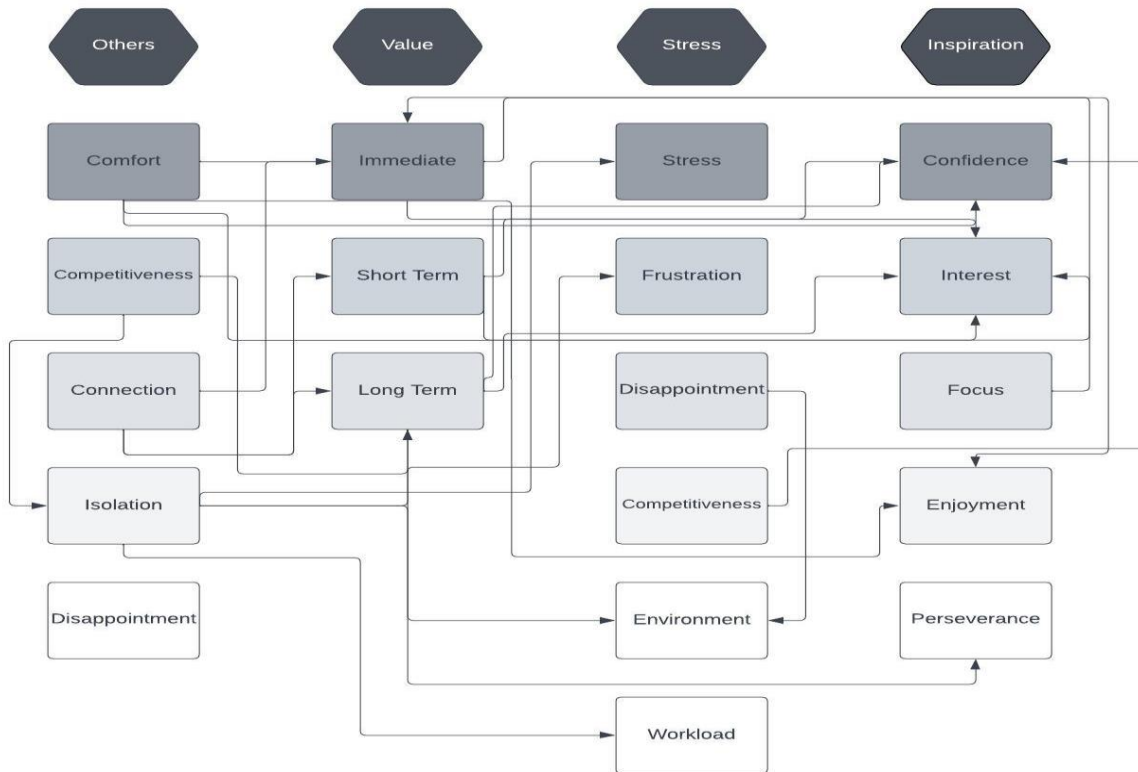 Others
Value
Stress
Inspiration
Comfort
Immediate
Stress
Confidence
Competitiveness
Short Term
Frustration
Interest
Connection
Long Term
Disappointment
Focus
Isolation
Competitiveness
Enjoyment
Disappointment
Environment
Perseverance
Workload